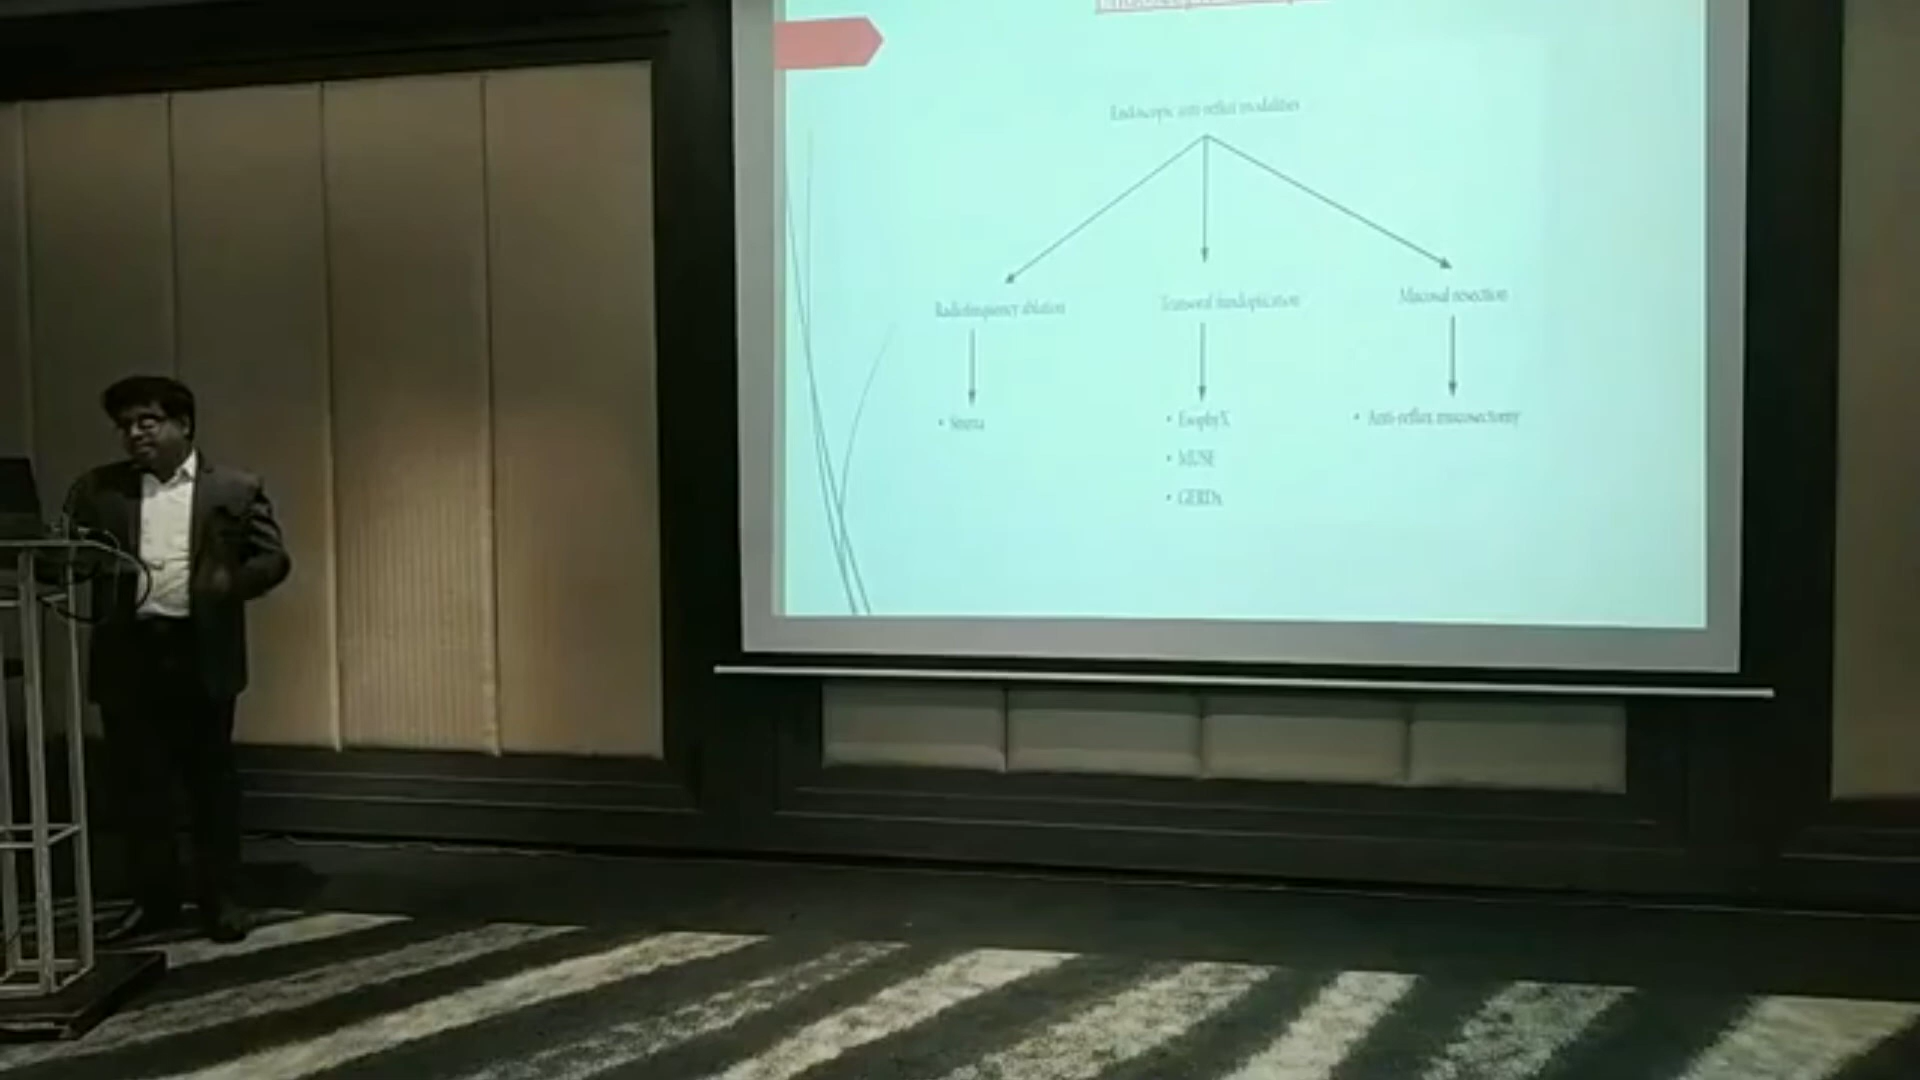 Endoscopic anti-reflux modalities
Radiofrequency ablation
Transoral fundoplication
Mucosal resection
• Stretta
• EsophyX
• MUSE
• GERDx
• Anti-reflux mucosectomy